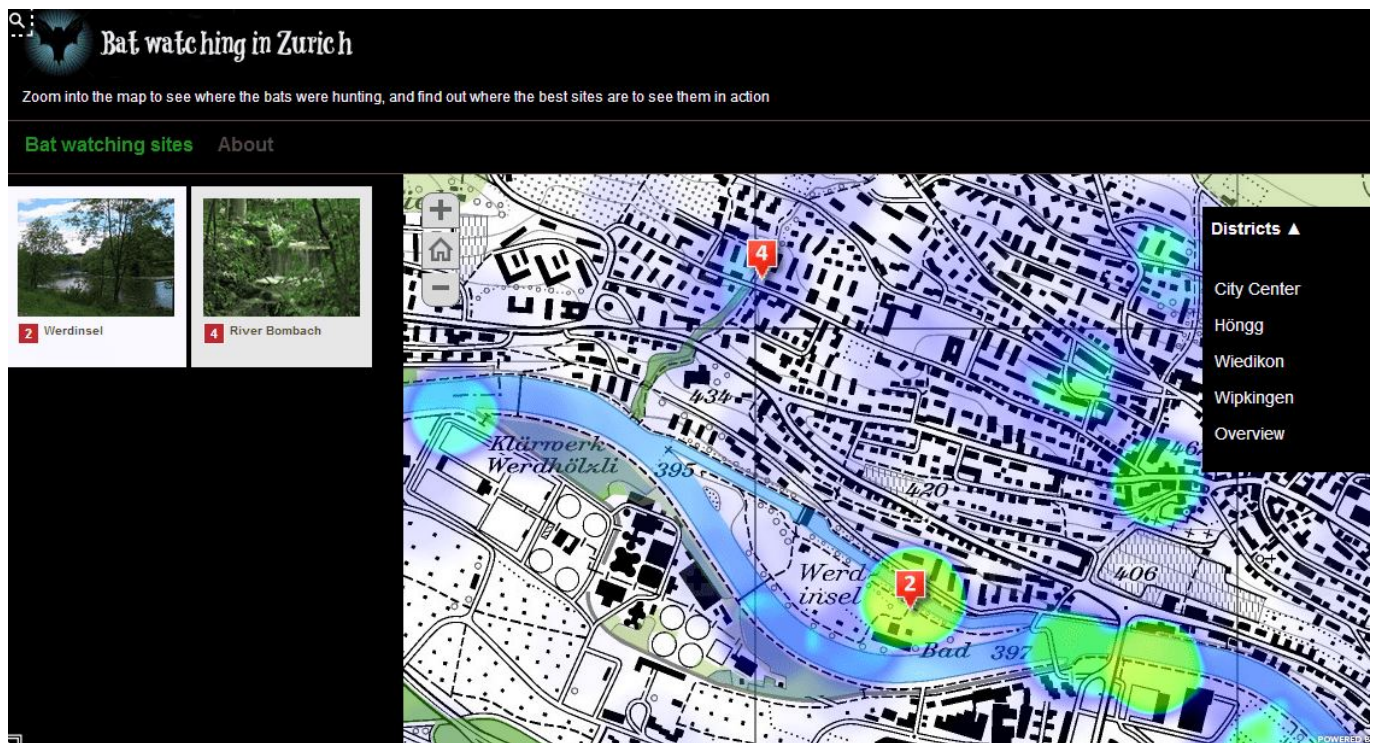 Bat watching in Zurich
Zoom into the map to see where the bats were hunting, and find out where the best sites are to see them in action
Bat watching sites About
2 Werdinsel
4 River Bombach
+
−
4
434
Klärwerk
Werdhölzli
395
420
406
Werd-
insel
2
Bad 397
Districts ▲
City Center
Höngg
Wiedikon
Wipkingen
Overview
POWERED B